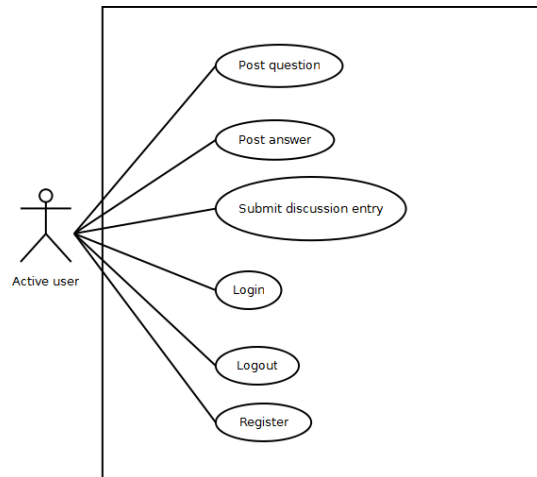 Post question
Post answer
Submit discussion entry
Active user
Login
Logout
Register